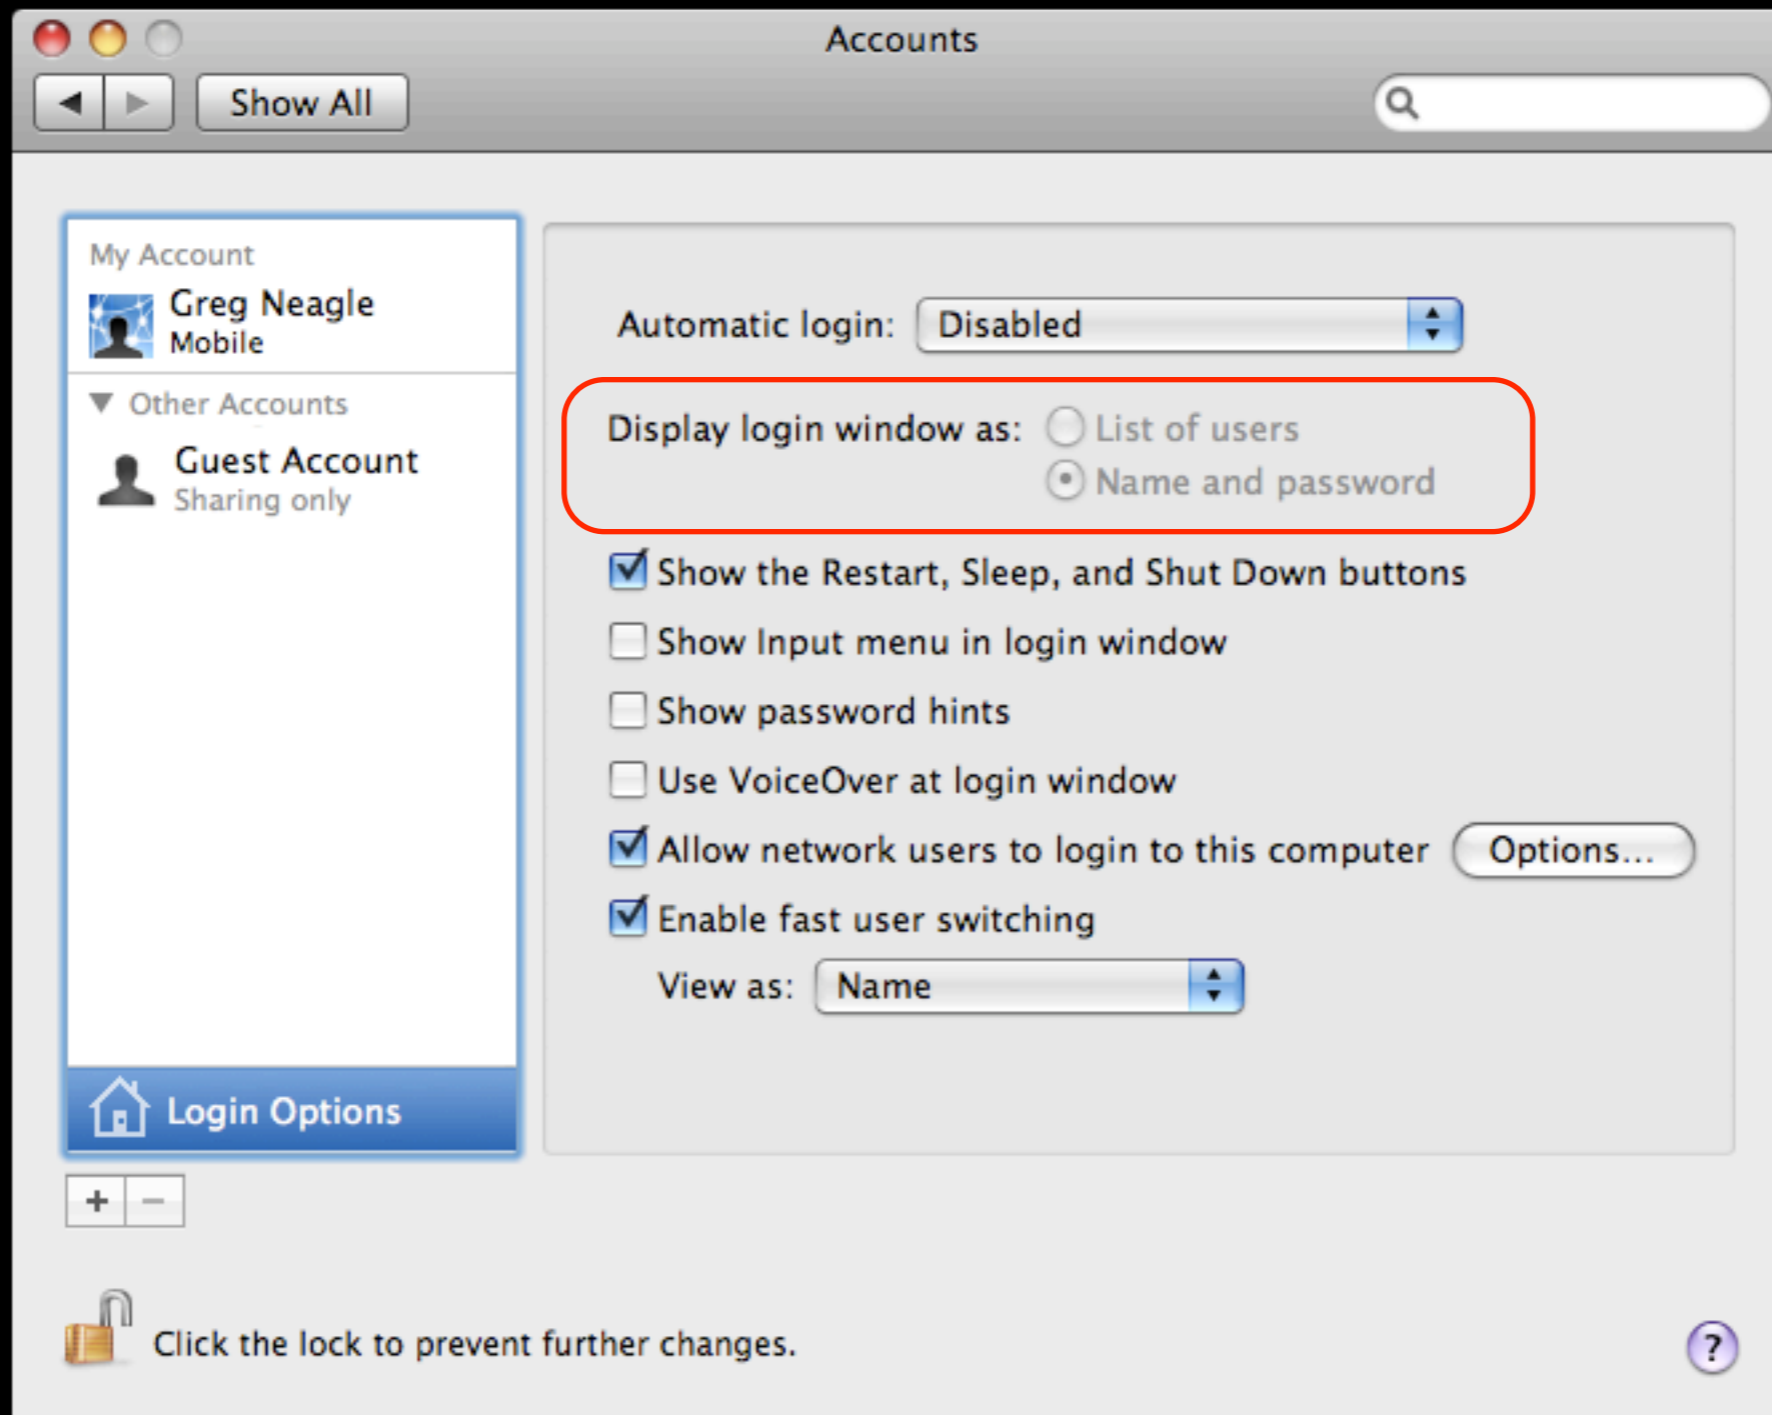 Accounts
Show All
My Account
Greg Neagle
Mobile
Other Accounts
Guest Account
Sharing only
Login Options
+ −
Automatic login: Disabled
Display login window as: List of users
Name and password
Show the Restart, Sleep, and Shut Down buttons
Show Input menu in login window
Show password hints
Use VoiceOver at login window
Allow network users to login to this computer Options...
Enable fast user switching
View as: Name
Click the lock to prevent further changes.
?